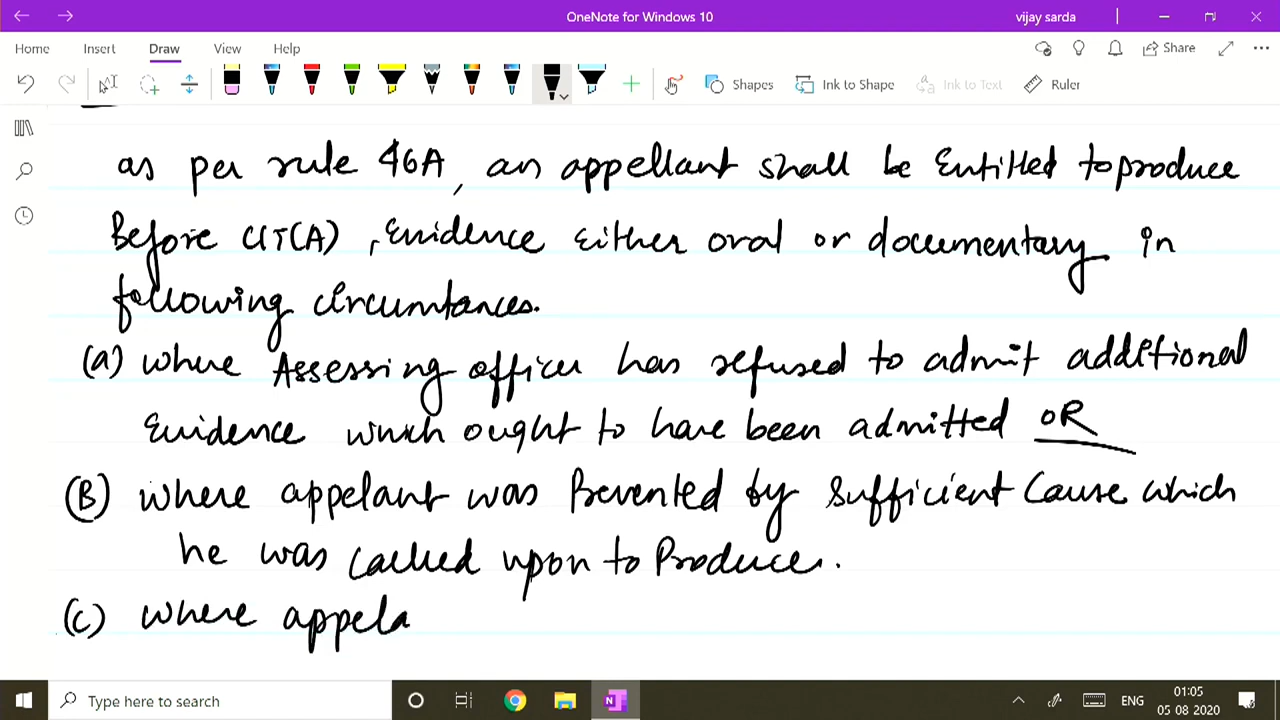 OneNote for Windows 10
vijay sarda
Home Insert Draw View Help
Share
Shapes
Ink to Shape
Ink to Text
Ruler
as per rule 46A, an appellant shall be Entitled to produce
Before CIT(A), Evidence Either oral or documentary in
following circumtances.
(a) where Assessing officer has refused to admit additional
Evidence which ought to have been admitted OR
(B) where appelant was Prevented by Sufficient Cause which
he was called upon to Produce.
(C) where appela
Type here to search
ENG
01:05
05-08-2020